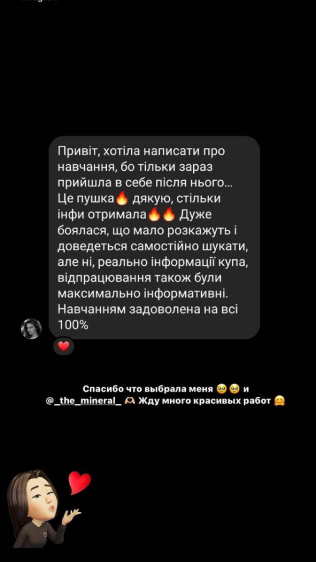 Привіт, хотіла написати про
навчання, бо тільки зараз
прийшла в себе після нього...
Це пушка🔥 дякую, стільки
інфи отримала🔥🔥 Дуже
боялася, що мало розкажуть і
доведеться самостійно шукати,
але ні, реально інформації купа,
відпрацювання також були
максимально інформативні.
Навчанням задоволена на всі
100%
Спасибо что выбрала меня 🥹🥹 и
@_the_mineral_ 🫶🏻 Жду много красивых работ 🤗